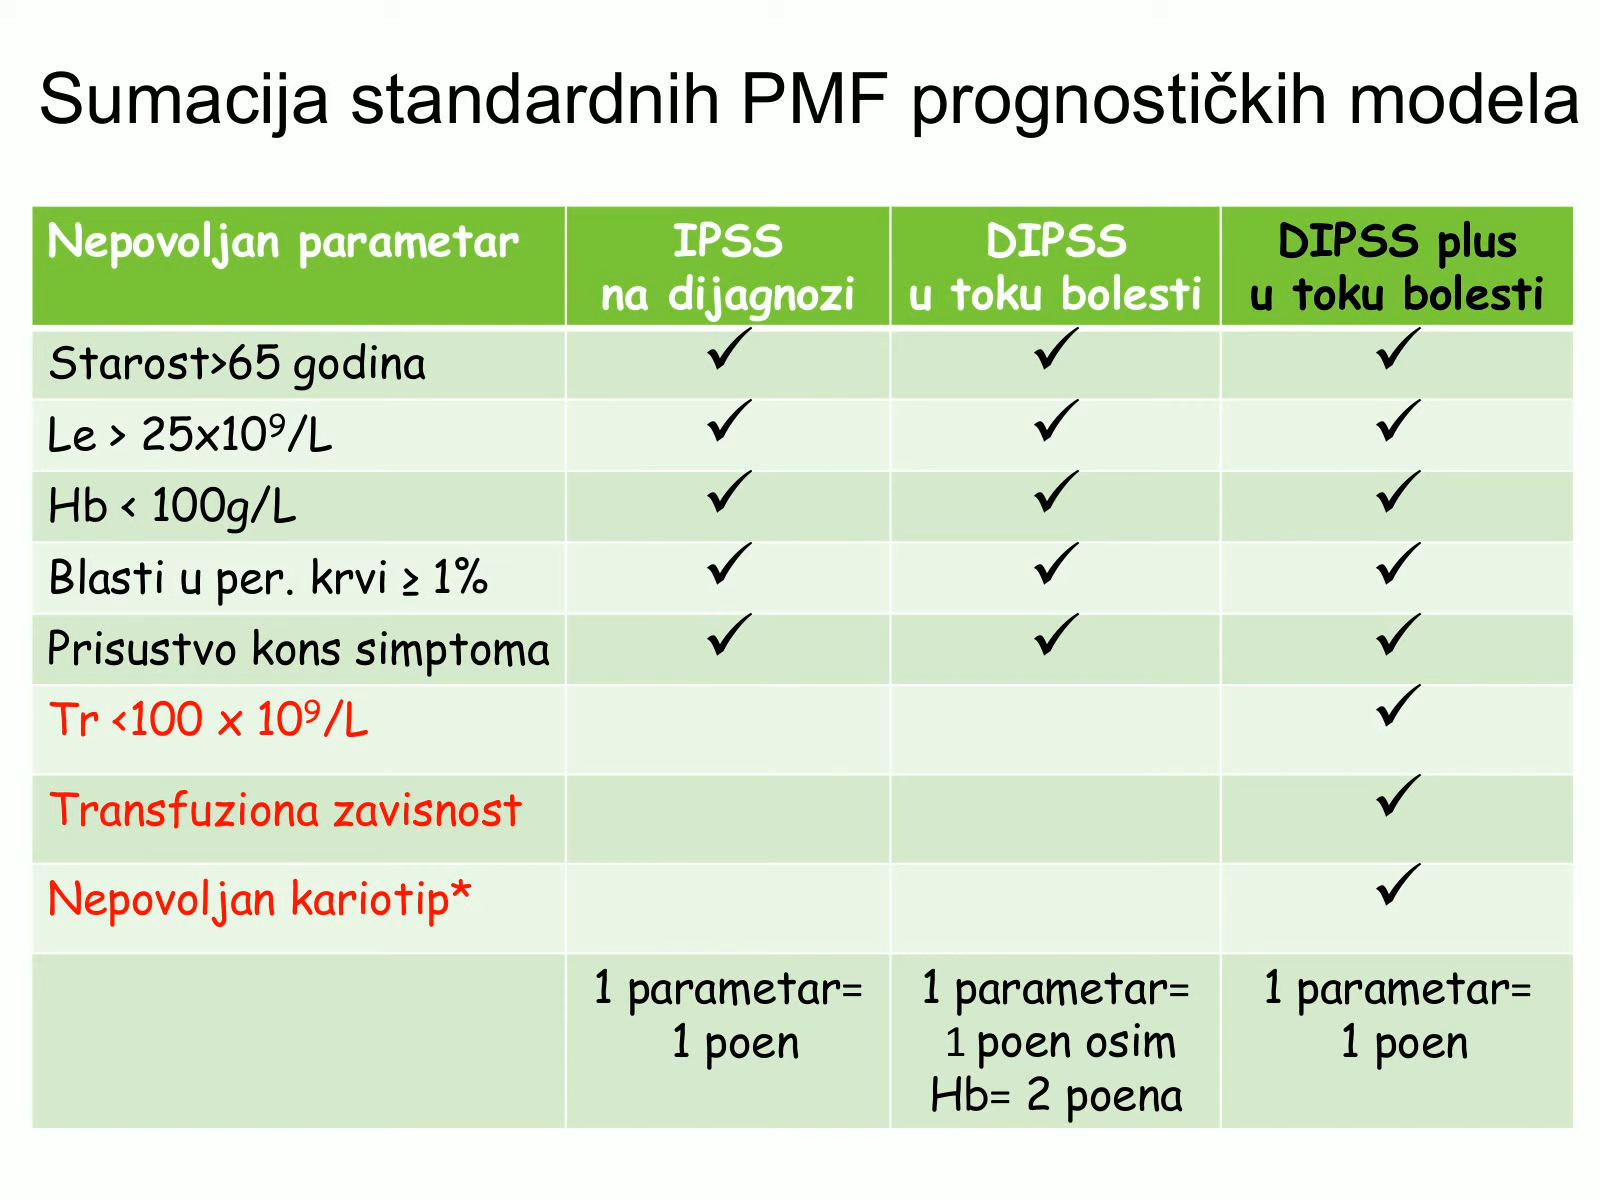 Sumacija standardnih PMF prognostičkih modela
Nepovoljan parametar
IPSS
na dijagnozi
DIPSS
u toku bolesti
DIPSS plus
u toku bolesti
Starost>65 godina ✓ ✓ ✓
Le > 25x10⁹/L ✓ ✓ ✓
Hb < 100g/L ✓ ✓ ✓
Blasti u per. krvi ≥ 1% ✓ ✓ ✓
Prisustvo kons simptoma ✓ ✓ ✓
Tr <100 x 10⁹/L ✓
Transfuziona zavisnost ✓
Nepovoljan kariotip* ✓
1 parametar=
1 poen
1 parametar=
1 poen osim
Hb= 2 poena
1 parametar=
1 poen